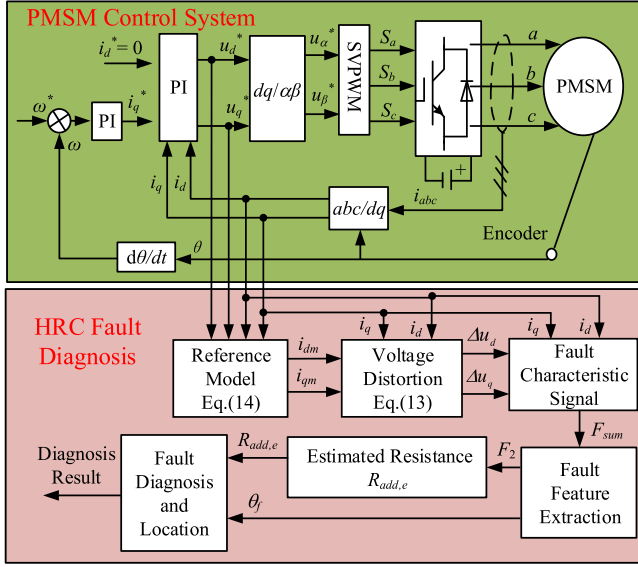 PMSM Control System
i_d^* = 0
u_d^*
u_α^*
S_a
a
ω^*
PI
i_q^*
PI
dq/αβ
SVPWM
S_b
b
PMSM
ω
u_q^*
u_β^*
S_c
c
+
i_q
i_d
abc/dq
i_abc
Encoder
dθ/dt
θ
HRC Fault
Diagnosis
i_q
i_d
i_q
i_d
Reference
Model
Eq.(14)
i_dm
i_qm
Voltage
Distortion
Eq.(13)
Δu_d
Δu_q
Fault
Characteristic
Signal
F_sum
Diagnosis
Result
Fault
Diagnosis
and
Location
R_add,e
Estimated Resistance
R_add,e
F_2
Fault
Feature
Extraction
θ_f